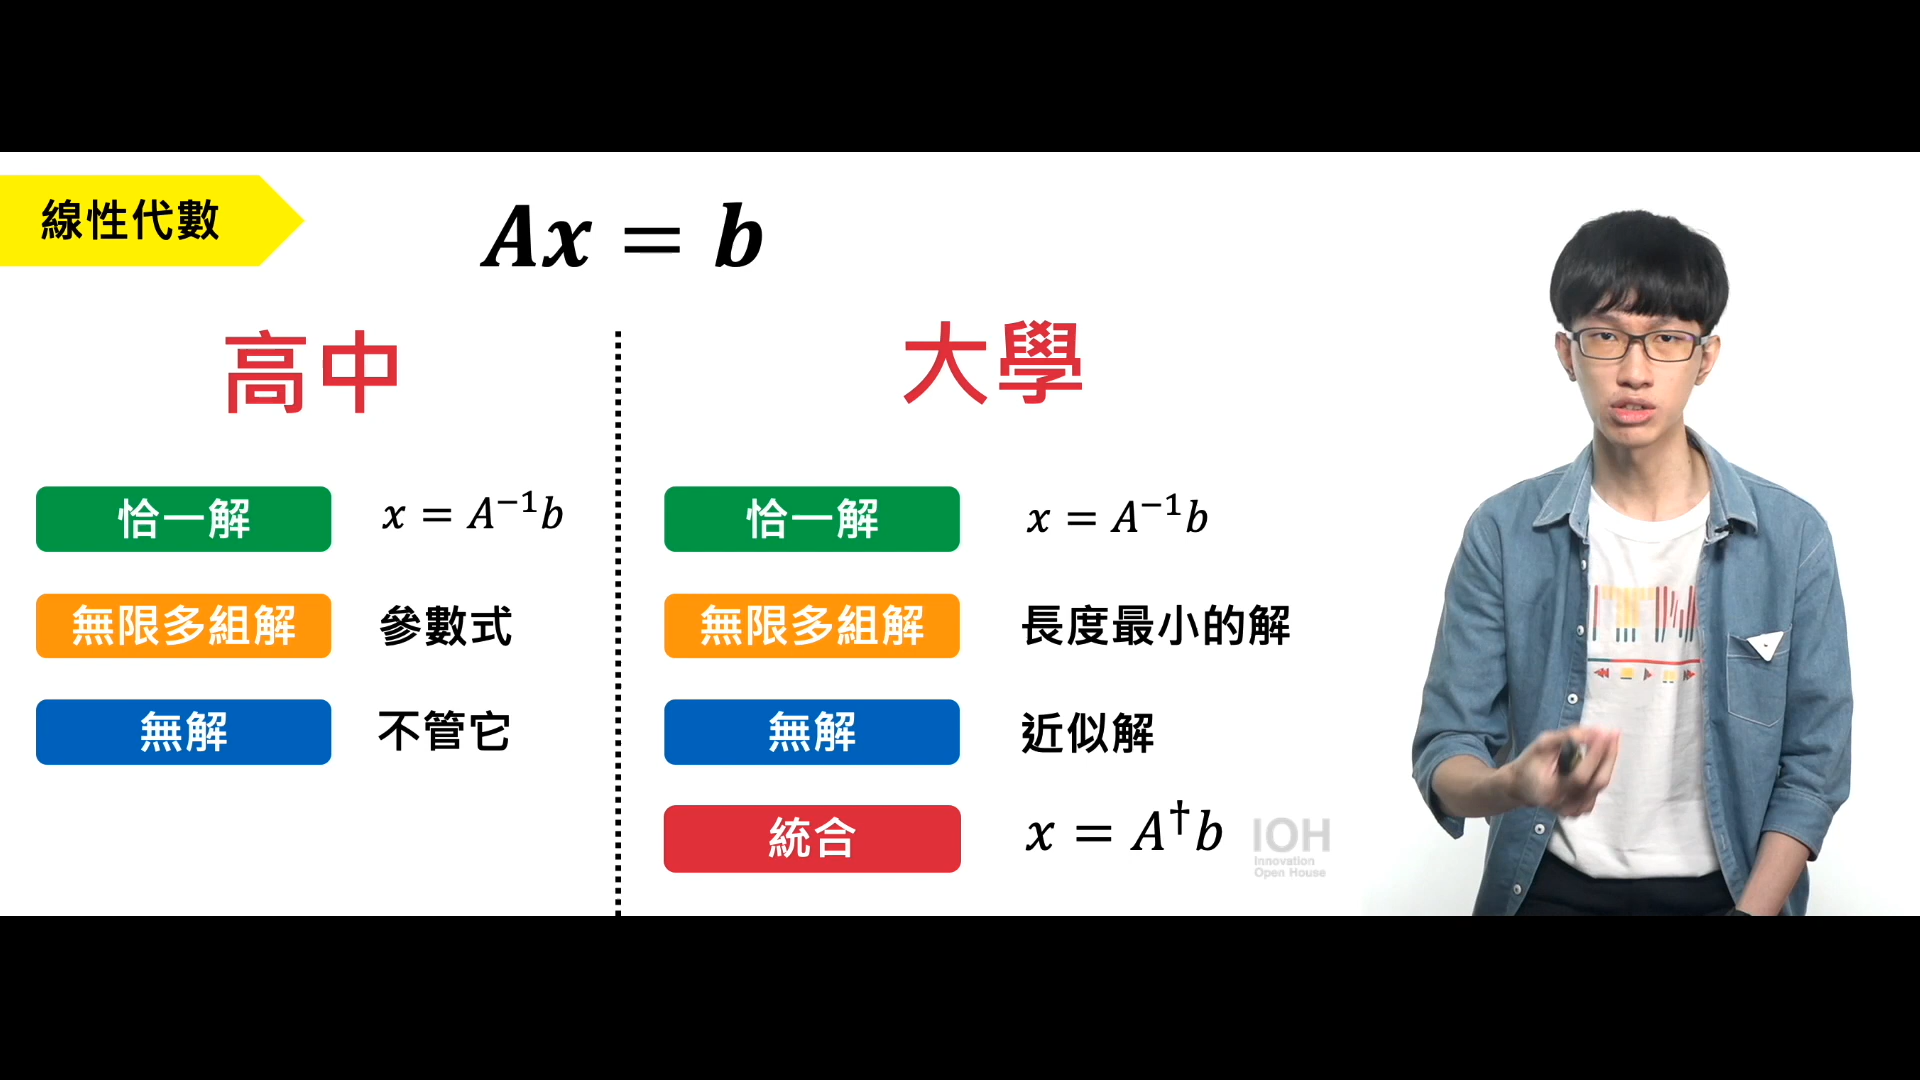 線性代數
Ax = b
高中
恰一解 x = A⁻¹b
無限多組解 參數式
無解 不管它
大學
恰一解 x = A⁻¹b
無限多組解 長度最小的解
無解 近似解
統合 x = A†b
IOH
Innovation
Open House